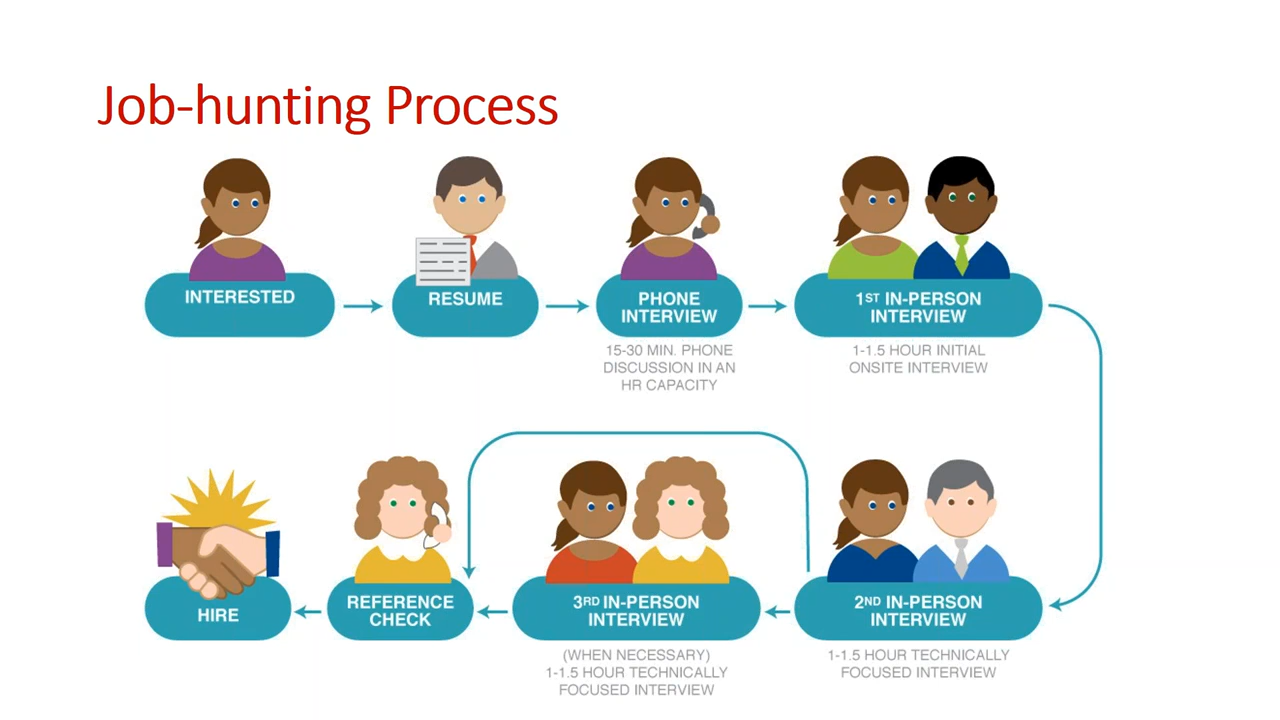 Job-hunting Process
INTERESTED
RESUME
PHONE
INTERVIEW
15-30 MIN. PHONE
DISCUSSION IN AN
HR CAPACITY
1ST IN-PERSON
INTERVIEW
1-1.5 HOUR INITIAL
ONSITE INTERVIEW
2ND IN-PERSON
INTERVIEW
1-1.5 HOUR TECHNICALLY
FOCUSED INTERVIEW
3RD IN-PERSON
INTERVIEW
(WHEN NECESSARY)
1-1.5 HOUR TECHNICALLY
FOCUSED INTERVIEW
REFERENCE
CHECK
HIRE